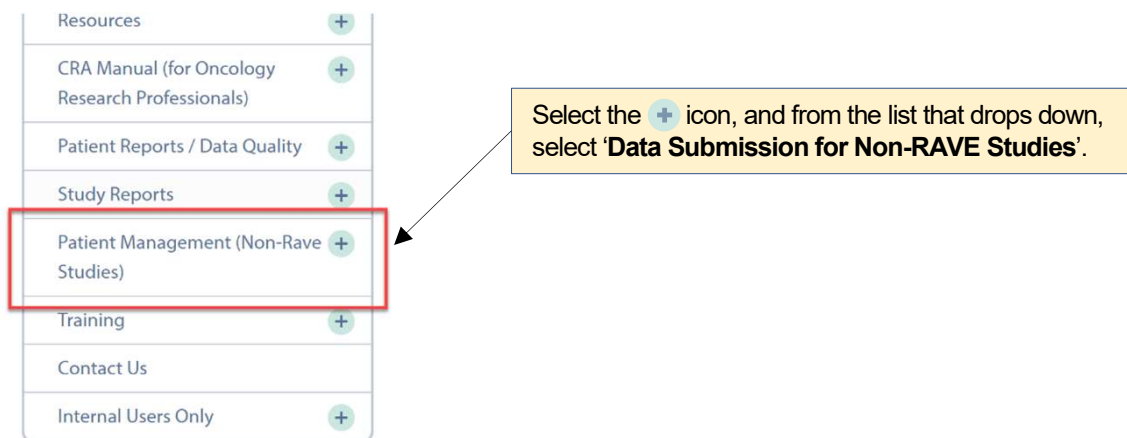 Resources
CRA Manual (for Oncology
Research Professionals)
Patient Reports / Data Quality
Study Reports
Patient Management (Non-Rave
Studies)
Training
Contact Us
Internal Users Only
Select the + icon, and from the list that drops down,
select ‘Data Submission for Non-RAVE Studies’.